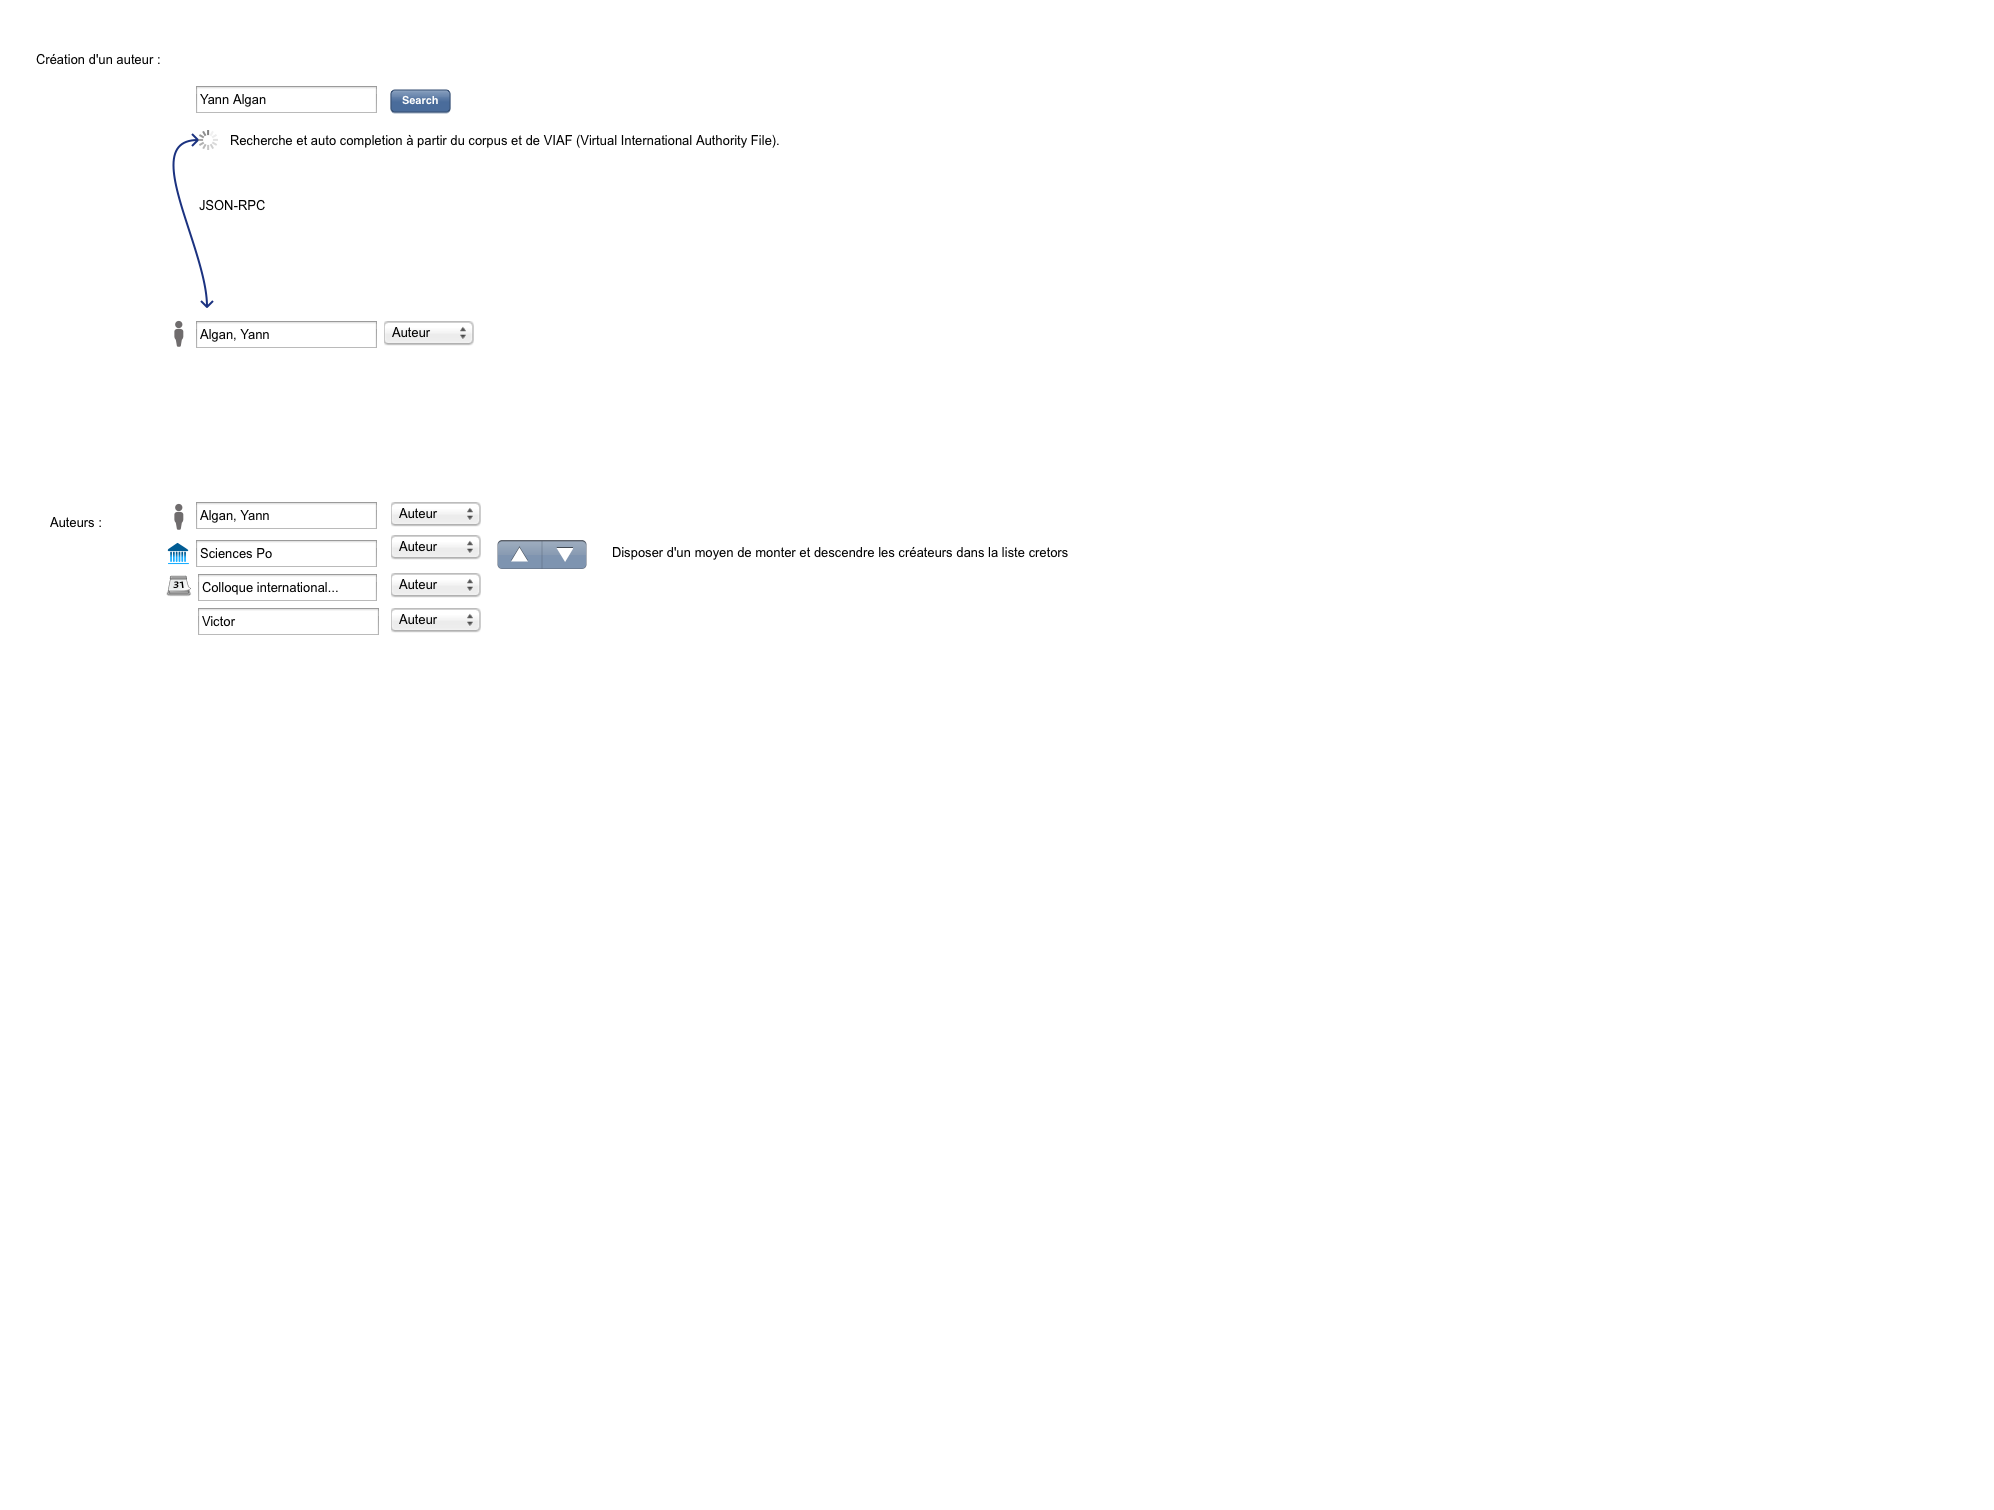 Création d'un auteur :
Yann Algan
Search
Recherche et auto completion à partir du corpus et de VIAF (Virtual International Authority File).
JSON-RPC
Algan, Yann
Auteur
Auteurs :
Algan, Yann
Auteur
Sciences Po
Auteur
Disposer d'un moyen de monter et descendre les créateurs dans la liste cretors
31
Colloque international...
Auteur
Victor
Auteur